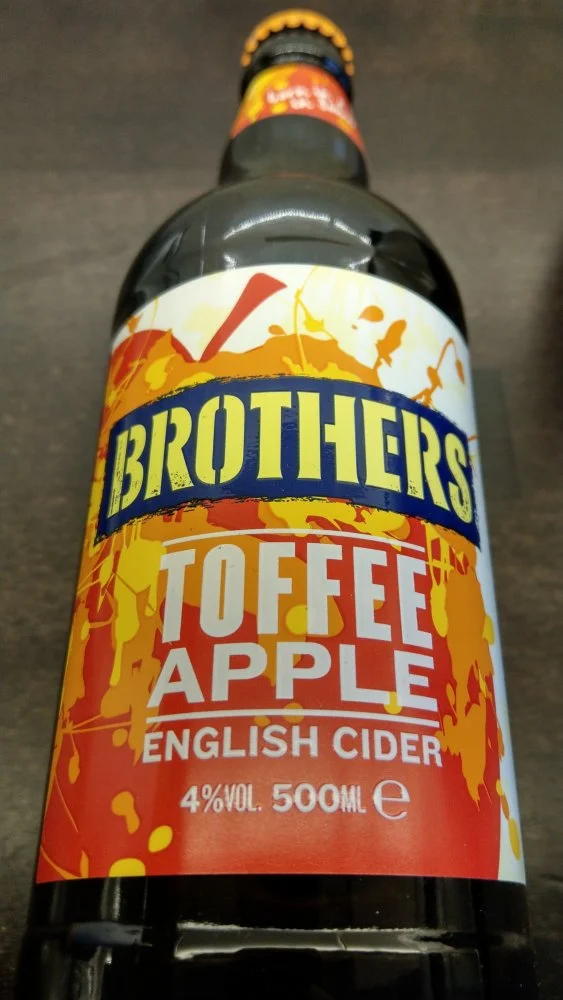 BROTHERS
TOFFEE
APPLE
ENGLISH CIDER
4%VOL. 500ML e